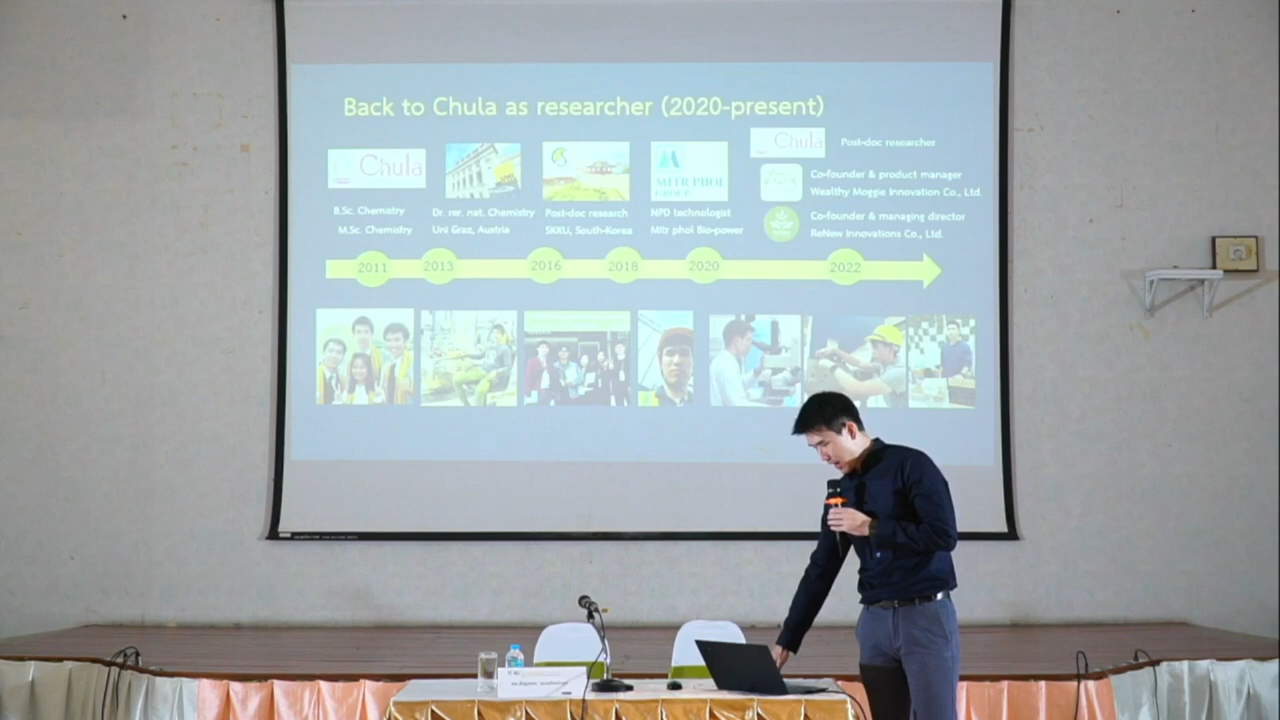 Back to Chula as researcher (2020-present)
Chula
B.Sc. Chemistry
M.Sc. Chemistry
Dr. rer. nat. Chemistry
Uni Graz, Austria
Post-doc research
SKKU, South-Korea
MITR PHOL
GROUP
NPD technologist
Mitr phol Bio-power
Chula
Post-doc researcher
Co-founder & product manager
Wealthy Moggie Innovation Co., Ltd.
Co-founder & managing director
ReNew Innovations Co., Ltd.
2011
2013
2016
2018
2020
2022